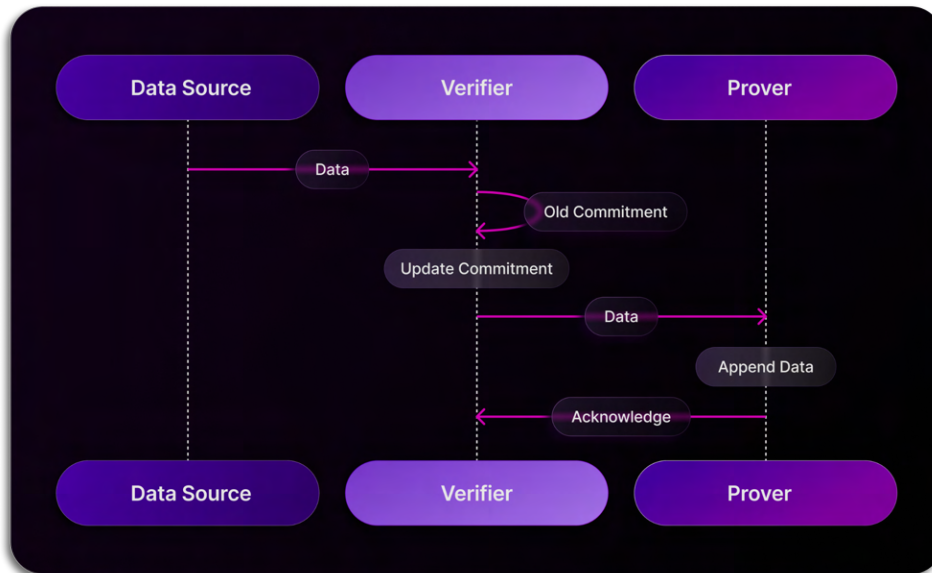 Data Source
Verifier
Prover
Data
Old Commitment
Update Commitment
Data
Append Data
Acknowledge
Data Source
Verifier
Prover